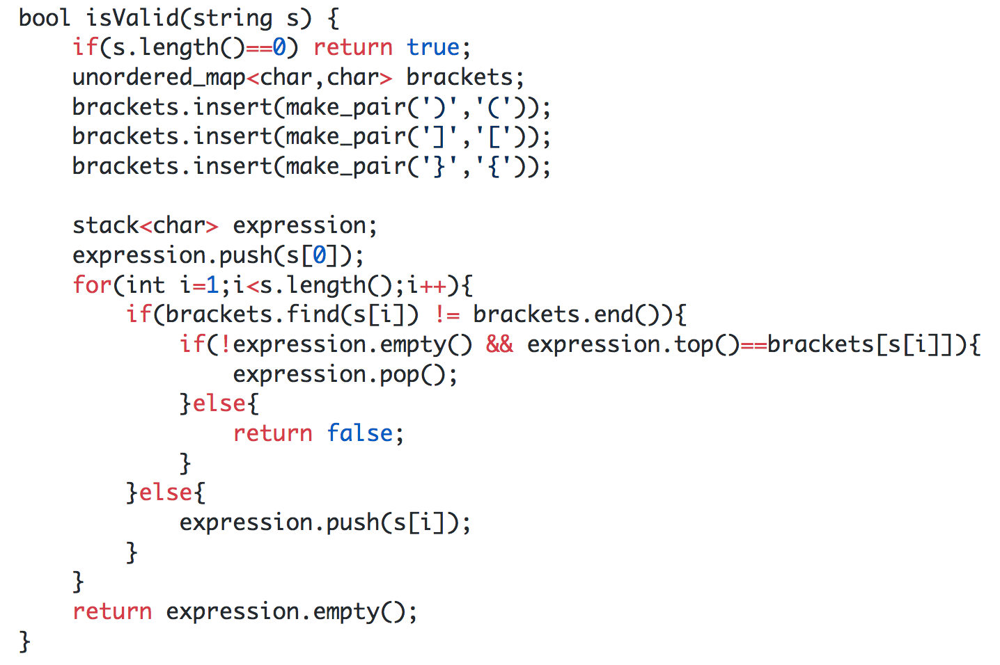 bool isValid(string s) {
    if(s.length()==0) return true;
    unordered_map<char,char> brackets;
    brackets.insert(make_pair(')','('));
    brackets.insert(make_pair(']','['));
    brackets.insert(make_pair('}','{'));

    stack<char> expression;
    expression.push(s[0]);
    for(int i=1;i<s.length();i++){
        if(brackets.find(s[i]) != brackets.end()){
            if(!expression.empty() && expression.top()==brackets[s[i]]){
                expression.pop();
            }else{
                return false;
            }
        }else{
            expression.push(s[i]);
        }
    }
    return expression.empty();
}